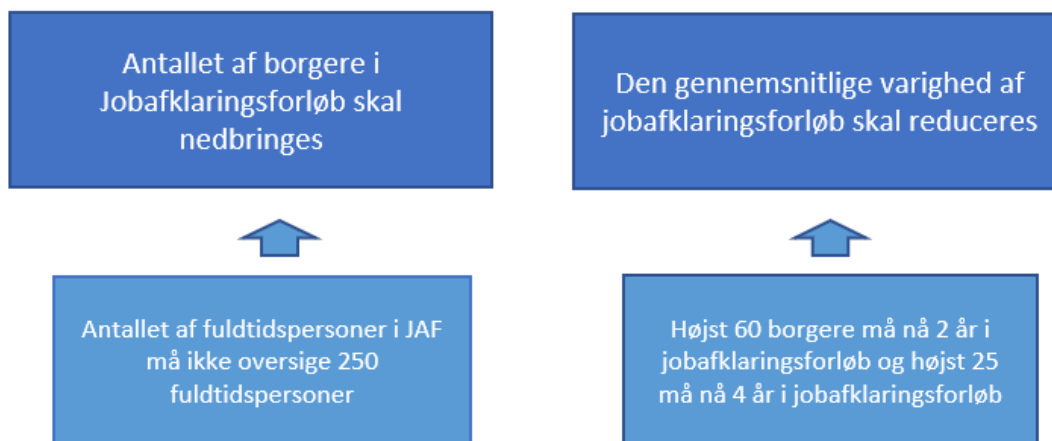 Antallet af borgere i
Jobafklaringsforløb skal
nedbringes
Den gennemsnitlige varighed af
jobafklaringsforløb skal reduceres
Antallet af fuldtidspersoner i JAF
må ikke oversige 250
fuldtidspersoner
Højst 60 borgere må nå 2 år i
jobafklaringsforløb og højst 25
må nå 4 år i jobafklaringsforløb